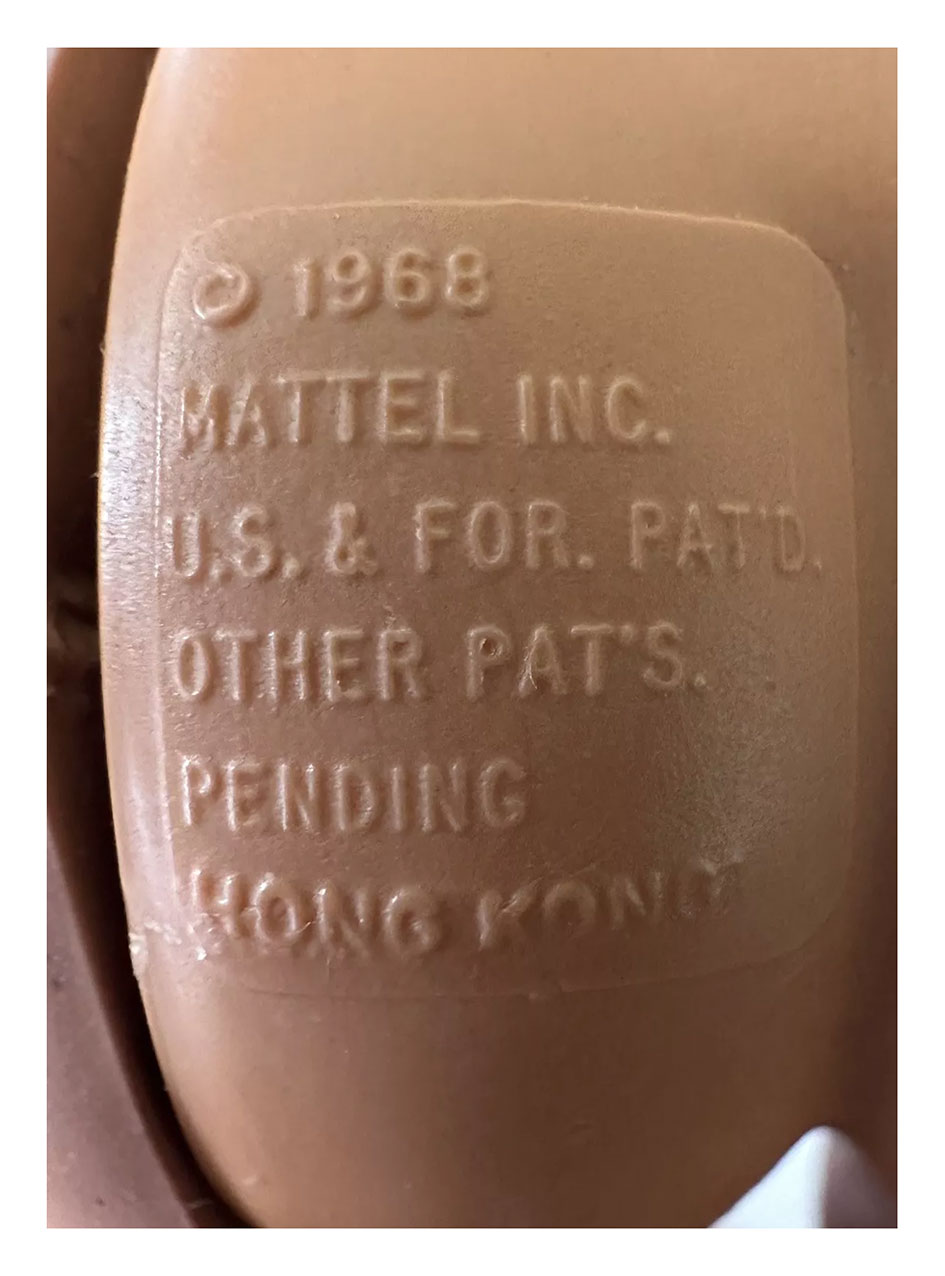 © 1968
MATTEL INC.
U.S. & FOR. PAT'D.
OTHER PAT'S.
PENDING
HONG KONG